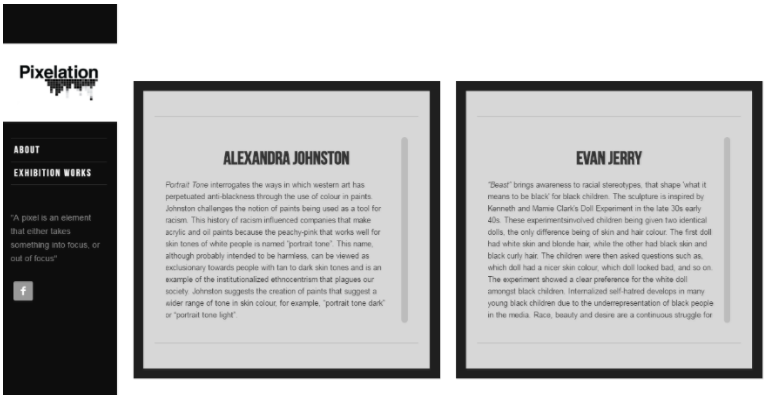 Pixelation
ABOUT
EXHIBITION WORKS
"A pixel is an element
that either takes
something into focus, or
out of focus"
f
ALEXANDRA JOHNSTON
Portrait Tone interrogates the ways in which western art has
perpetuated anti-blackness through the use of colour in paints.
Johnston challenges the notion of paints being used as a tool for
racism. This history of racism influenced companies that make
acrylic and oil paints because the peachy-pink that works well for
skin tones of white people is named "portrait tone". This name,
although probably intended to be harmless, can be viewed as
exclusionary towards people with tan to dark skin tones and is an
example of the institutionalized ethnocentrism that plagues our
society. Johnston suggests the creation of paints that suggest a
wider range of tone in skin colour, for example, "portrait tone dark"
or "portrait tone light".
EVAN JERRY
"Beast" brings awareness to racial stereotypes, that shape 'what it
means to be black' for black children. The sculpture is inspired by
Kenneth and Mamie Clark's Doll Experiment in the late 30s early
40s. These experimentsinvolved children being given two identical
dolls, the only difference being of skin and hair colour. The first doll
had white skin and blonde hair, while the other had black skin and
black curly hair. The children were then asked questions such as,
which doll had a nicer skin colour, which doll looked bad, and so on.
The experiment showed a clear preference for the white doll
amongst black children. Internalized self-hatred develops in many
young black children due to the underrepresentation of black people
in the media. Race, beauty and desire are a continuous struggle for